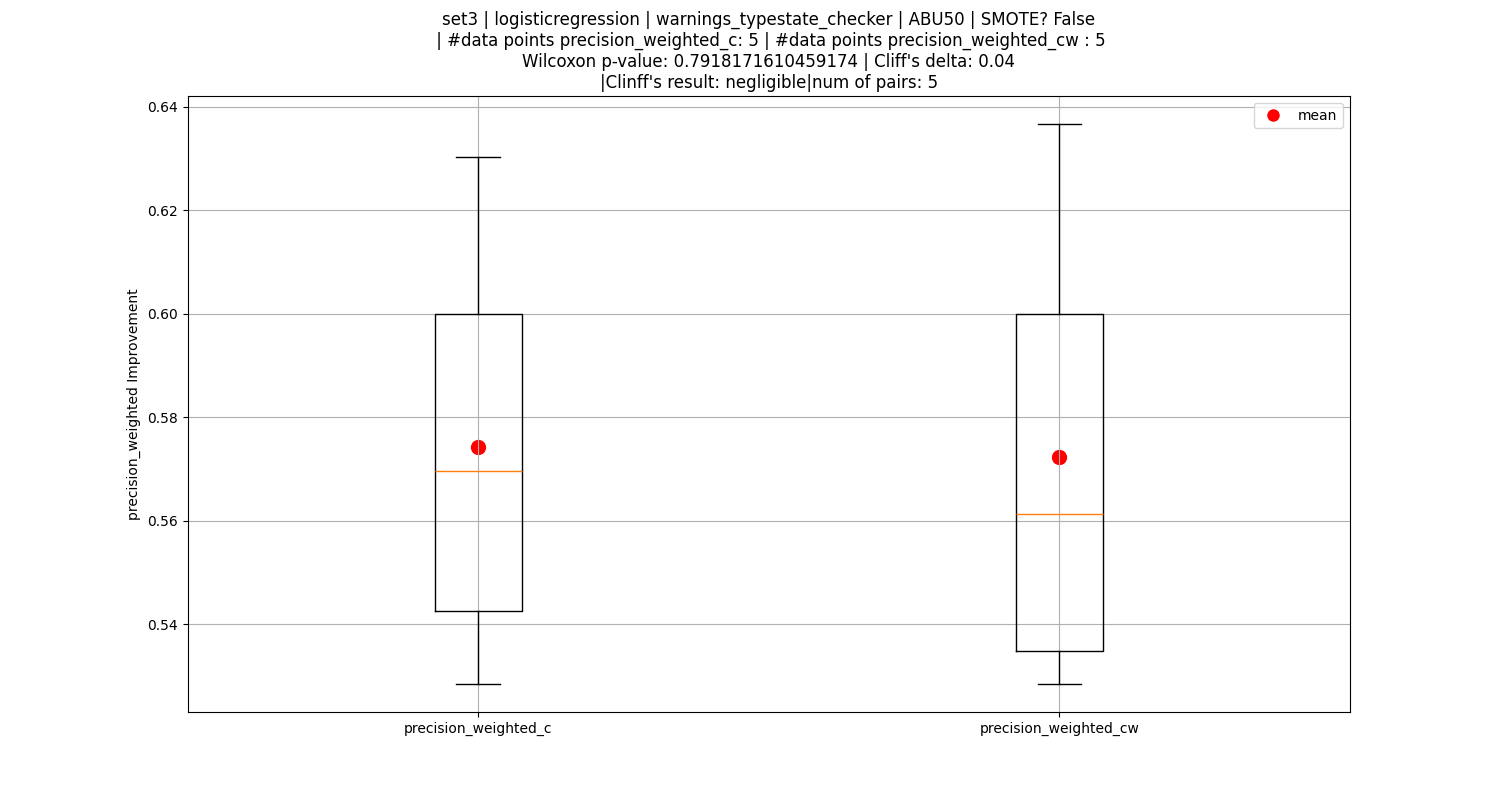 set3 | logisticregression | warnings_typestate_checker | ABU50 | SMOTE? False
| #data points precision_weighted_c: 5 | #data points precision_weighted_cw : 5
Wilcoxon p-value: 0.7918171610459174 | Cliff's delta: 0.04
|Clinff's result: negligible|num of pairs: 5
mean
0.64
0.62
0.60
0.58
0.56
0.54
precision_weighted Improvement
precision_weighted_c
precision_weighted_cw